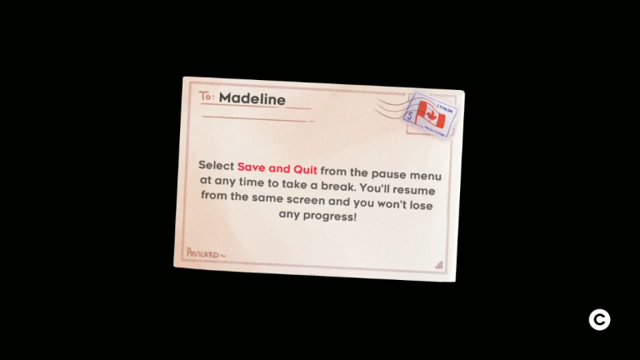 To: Madeline
Select Save and Quit from the pause menu
at any time to take a break. You'll resume
from the same screen and you won't lose
any progress!
C